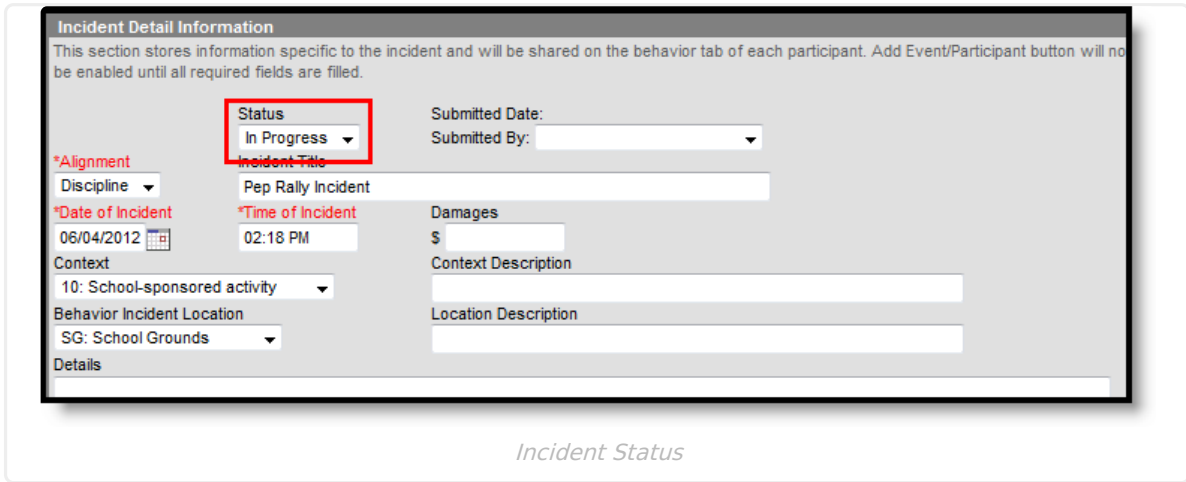 Incident Detail Information
This section stores information specific to the incident and will be shared on the behavior tab of each participant. Add Event/Participant button will no
be enabled until all required fields are filled.
Status Submitted Date:
In Progress Submitted By:
*Alignment Incident Title
Discipline Pep Rally Incident
*Date of Incident *Time of Incident Damages
06/04/2012 02:18 PM $
Context Context Description
10: School-sponsored activity
Behavior Incident Location Location Description
SG: School Grounds
Details
Incident Status